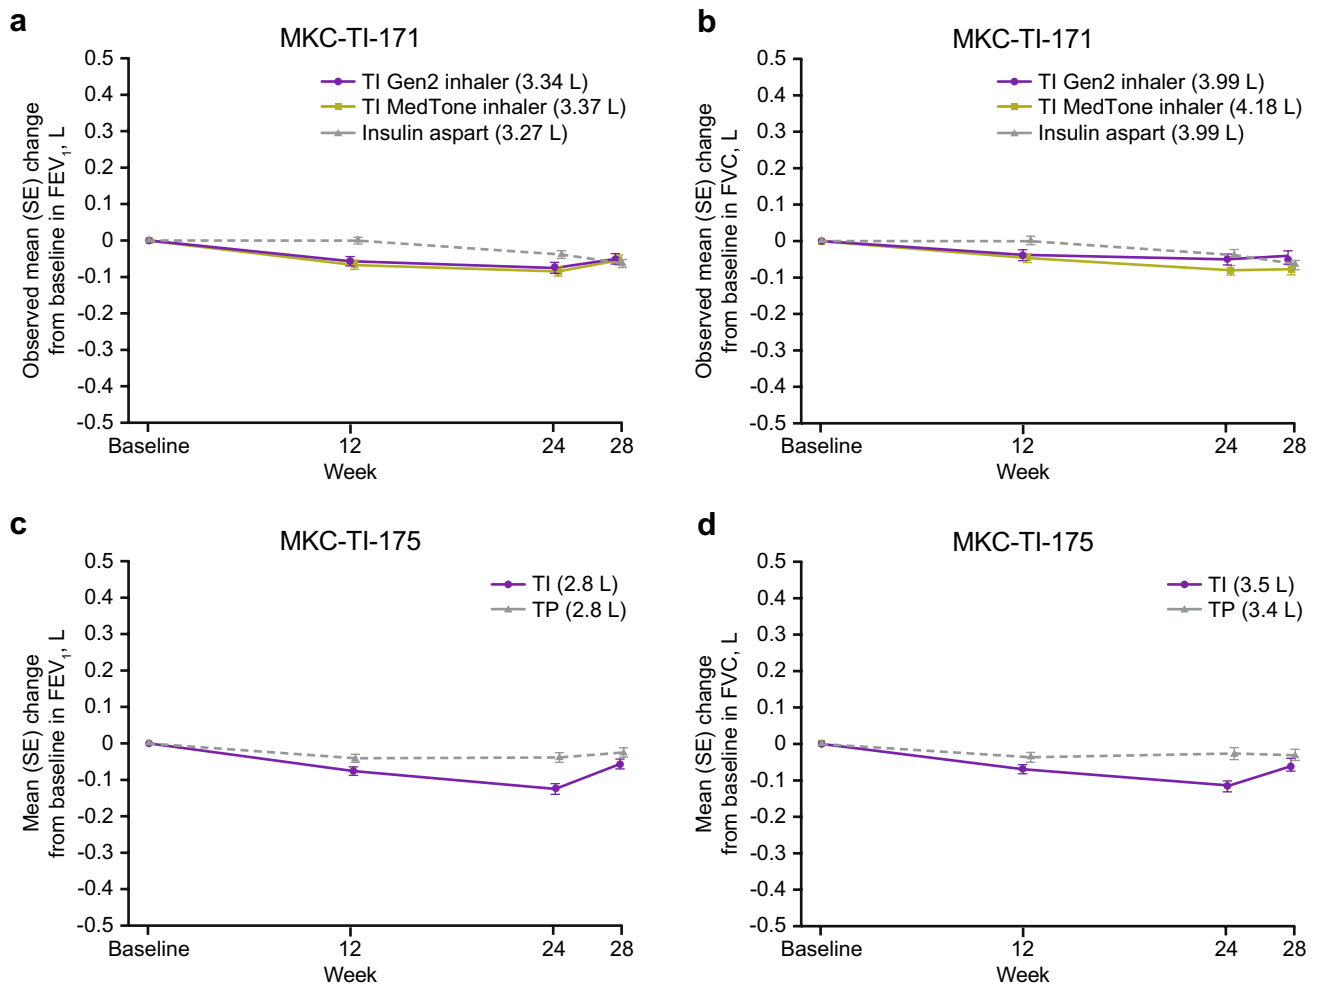 a
MKC-TI-171
Observed mean (SE) change
from baseline in FEV₁, L
0.5
0.4
0.3
0.2
0.1
0
-0.1
-0.2
-0.3
-0.4
-0.5
TI Gen2 inhaler (3.34 L)
TI MedTone inhaler (3.37 L)
Insulin aspart (3.27 L)
Baseline 12 24 28
Week
b
MKC-TI-171
Observed mean (SE) change
from baseline in FVC, L
0.5
0.4
0.3
0.2
0.1
0
-0.1
-0.2
-0.3
-0.4
-0.5
TI Gen2 inhaler (3.99 L)
TI MedTone inhaler (4.18 L)
Insulin aspart (3.99 L)
Baseline 12 24 28
Week
c
MKC-TI-175
Mean (SE) change
from baseline in FEV₁, L
0.5
0.4
0.3
0.2
0.1
0
-0.1
-0.2
-0.3
-0.4
-0.5
TI (2.8 L)
TP (2.8 L)
Baseline 12 24 28
Week
d
MKC-TI-175
Mean (SE) change
from baseline in FVC, L
0.5
0.4
0.3
0.2
0.1
0
-0.1
-0.2
-0.3
-0.4
-0.5
TI (3.5 L)
TP (3.4 L)
Baseline 12 24 28
Week